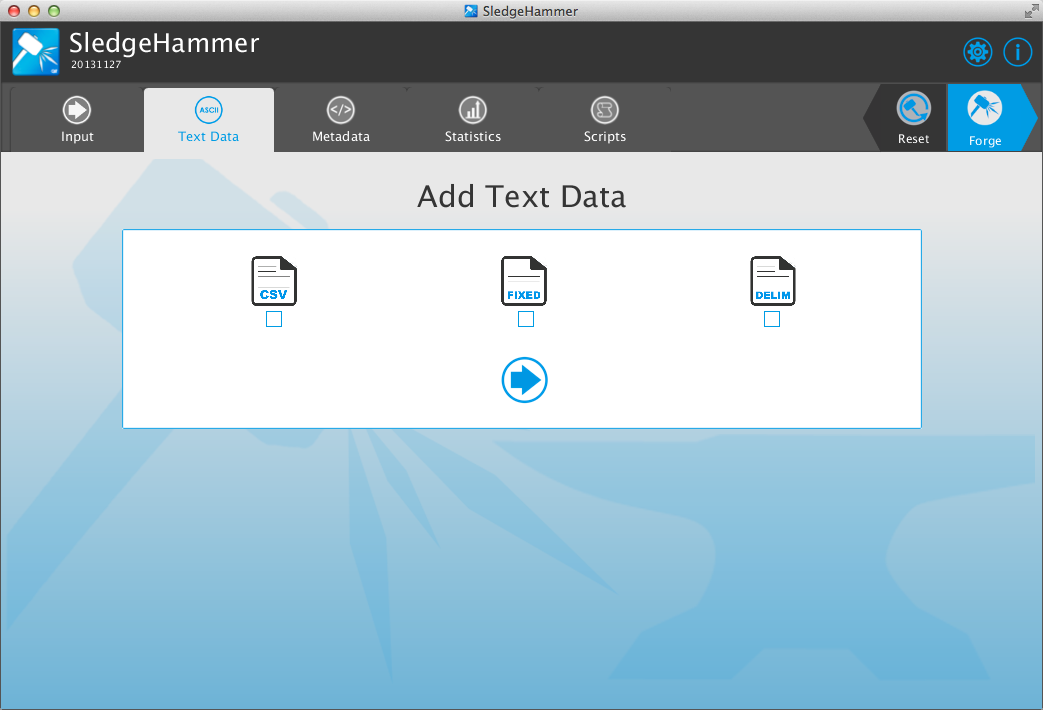 SledgeHammer
SledgeHammer
20131127
Input
ASCII
Text Data
</>
Metadata
Statistics
Scripts
Reset
Forge
Add Text Data
CSV
FIXED
DELIM